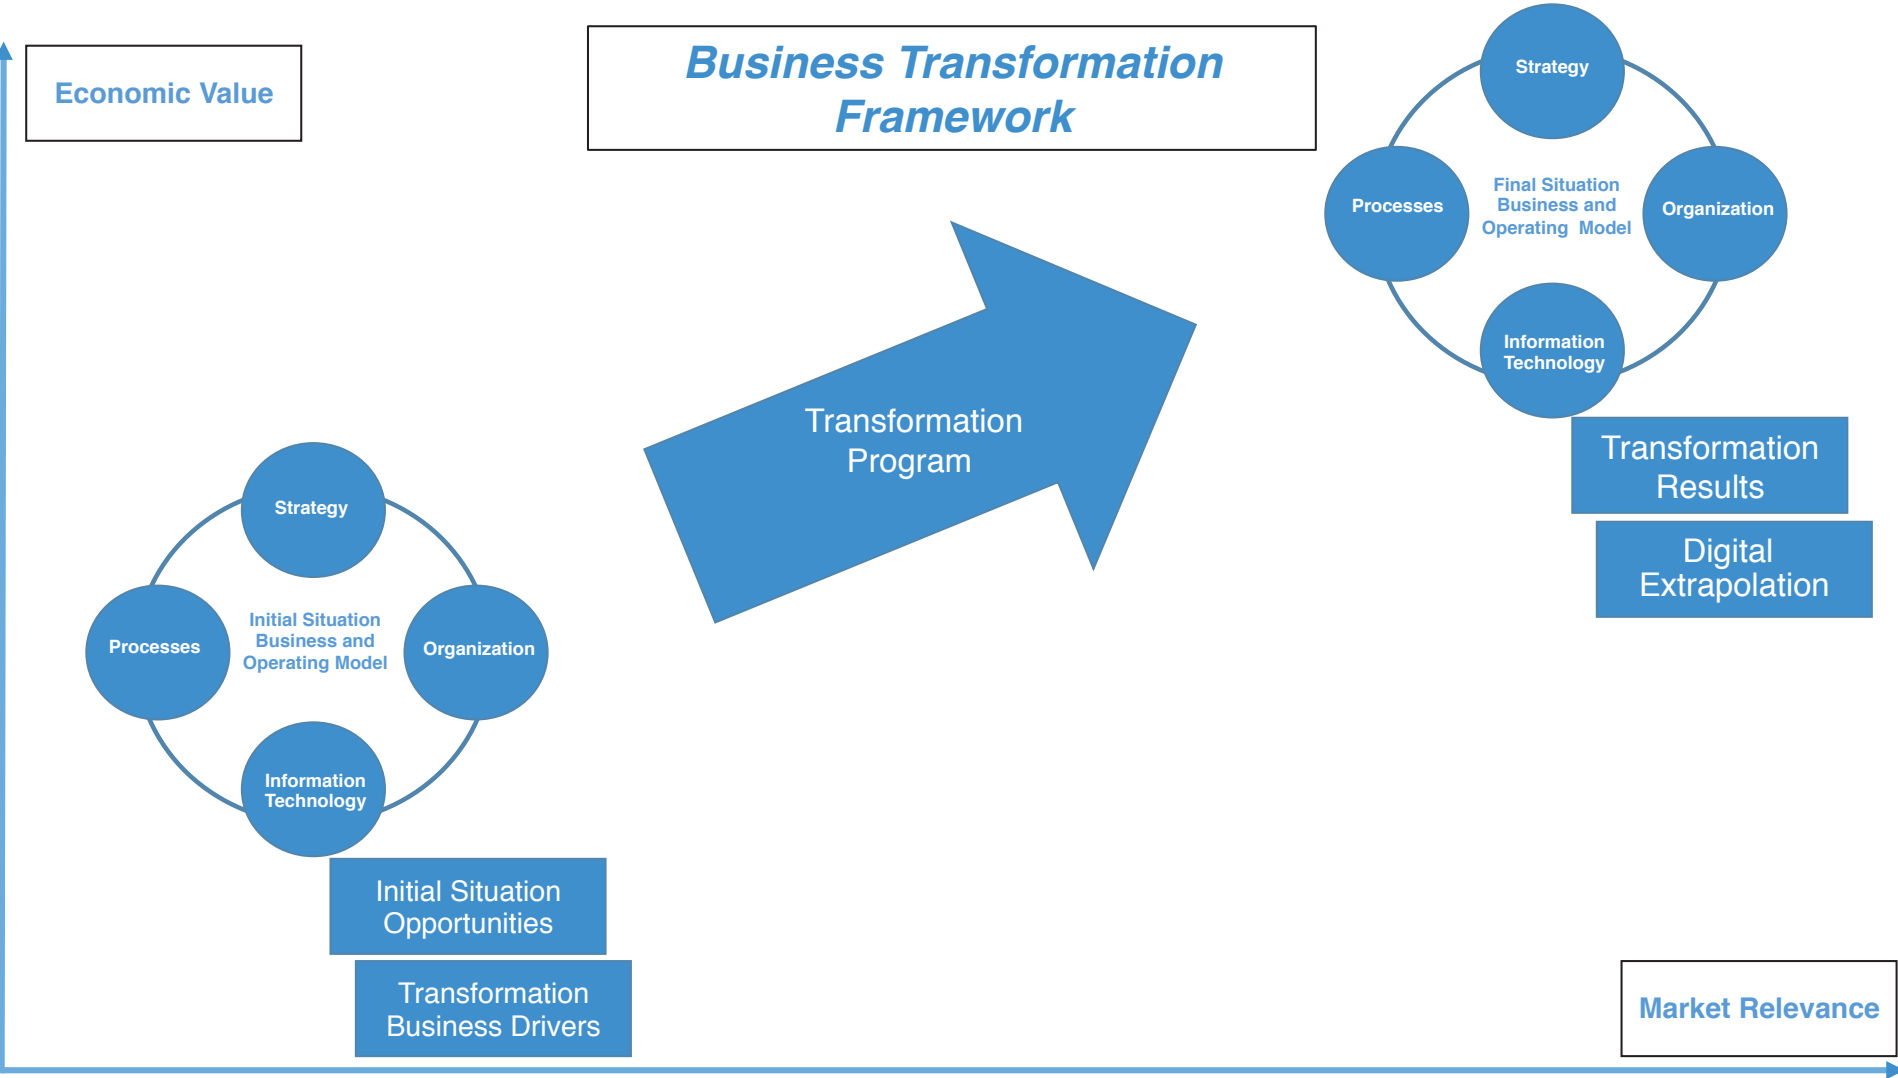 Economic Value
Business Transformation
Framework
Strategy
Processes
Final Situation
Business and
Operating  Model
Organization
Information
Technology
Transformation
Results
Digital
Extrapolation
Transformation
Program
Strategy
Processes
Initial Situation
Business and
Operating Model
Organization
Information
Technology
Initial Situation
Opportunities
Transformation
Business Drivers
Market Relevance